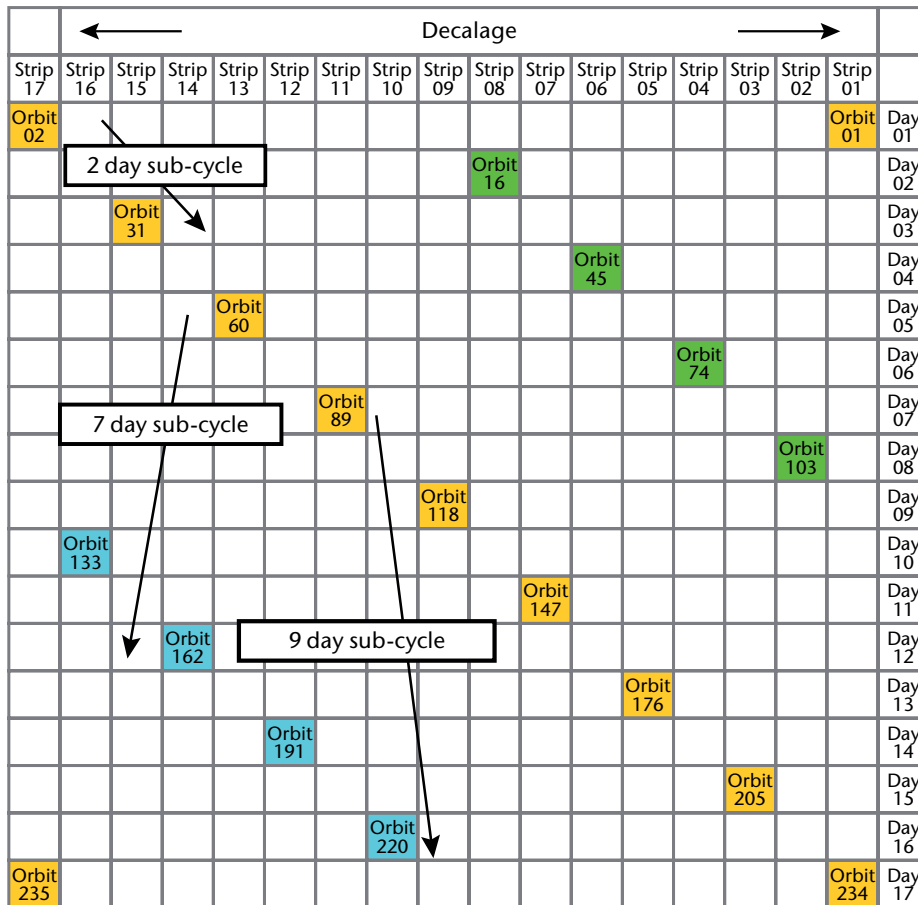 Decalage
Strip 17
Strip 16
Strip 15
Strip 14
Strip 13
Strip 12
Strip 11
Strip 10
Strip 09
Strip 08
Strip 07
Strip 06
Strip 05
Strip 04
Strip 03
Strip 02
Strip 01
Orbit 02
Orbit 01
Day 01
2 day sub-cycle
Orbit 16
Day 02
Orbit 31
Day 03
Orbit 45
Day 04
Orbit 60
Day 05
Orbit 74
Day 06
7 day sub-cycle
Orbit 89
Day 07
Orbit 103
Day 08
Orbit 118
Day 09
Orbit 133
Day 10
Orbit 147
Day 11
Orbit 162
9 day sub-cycle
Day 12
Orbit 176
Day 13
Orbit 191
Day 14
Orbit 205
Day 15
Orbit 220
Day 16
Orbit 235
Orbit 234
Day 17